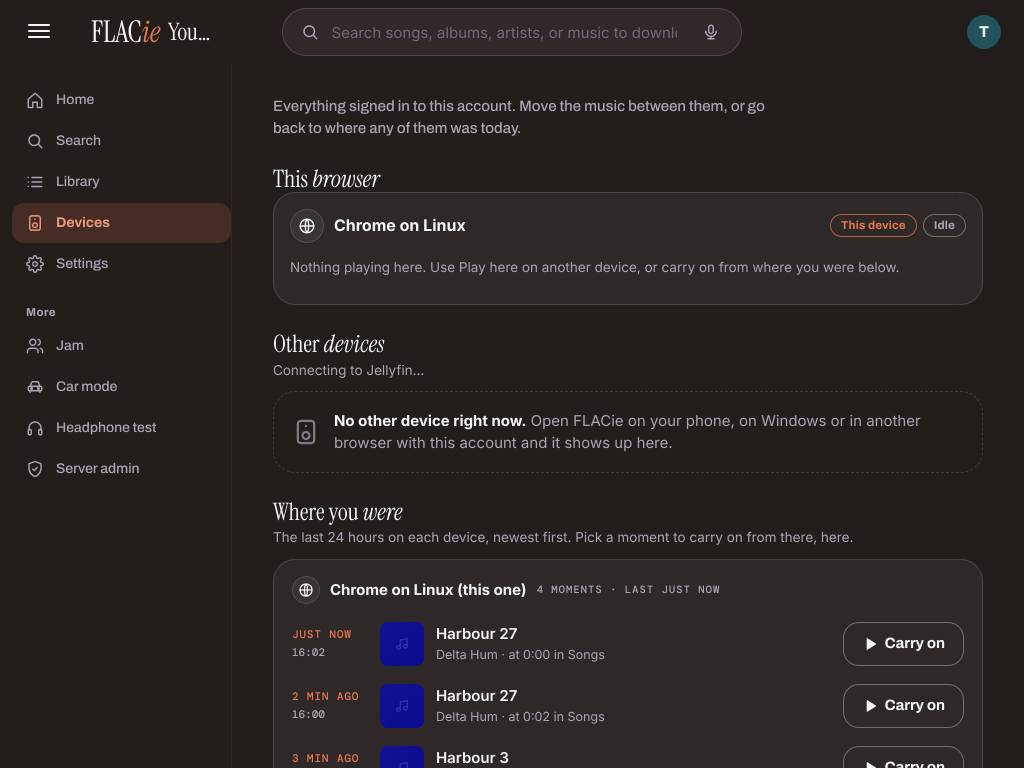 FLACie You...
Search songs, albums, artists, or music to downl
T
Home
Search
Library
Devices
Settings
More
Jam
Car mode
Headphone test
Server admin
Everything signed in to this account. Move the music between them, or go
back to where any of them was today.
This browser
Chrome on Linux
This device
Idle
Nothing playing here. Use Play here on another device, or carry on from where you were below.
Other devices
Connecting to Jellyfin...
No other device right now. Open FLACie on your phone, on Windows or in another
browser with this account and it shows up here.
Where you were
The last 24 hours on each device, newest first. Pick a moment to carry on from there, here.
Chrome on Linux (this one) 4 MOMENTS · LAST JUST NOW
JUST NOW
16:02
Harbour 27
Delta Hum · at 0:00 in Songs
Carry on
2 MIN AGO
16:00
Harbour 27
Delta Hum · at 0:02 in Songs
Carry on
3 MIN AGO
Harbour 3
Carry on